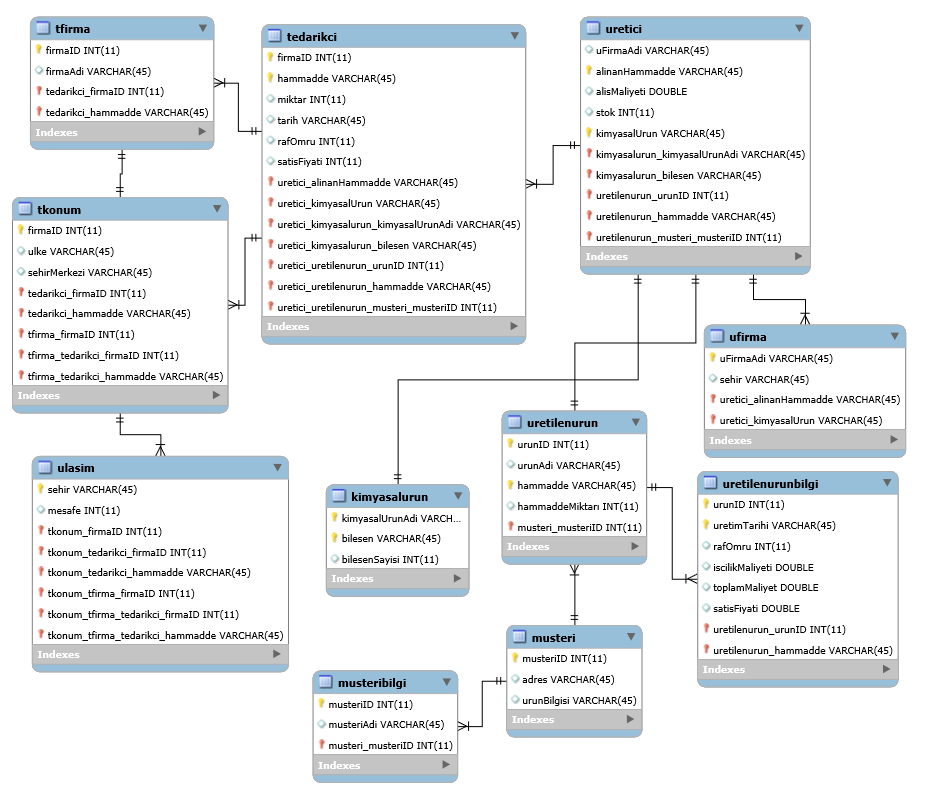 tfirma
firmaID INT(11)
firmaAdi VARCHAR(45)
tedarikci_firmaID INT(11)
tedarikci_hammadde VARCHAR(45)
Indexes
tedarikci
firmaID INT(11)
hammadde VARCHAR(45)
miktar INT(11)
tarih VARCHAR(45)
rafOmru INT(11)
satisFiyati INT(11)
uretici_alinanHammadde VARCHAR(45)
uretici_kimyasalUrun VARCHAR(45)
uretici_kimyasalurun_kimyasalUrunAdi VARCHAR(45)
uretici_kimyasalurun_bilesen VARCHAR(45)
uretici_uretilenurun_urunID INT(11)
uretici_uretilenurun_hammadde VARCHAR(45)
uretici_uretilenurun_musteri_musteriID INT(11)
Indexes
uretici
uFirmaAdi VARCHAR(45)
alinanHammadde VARCHAR(45)
alisMaliyeti DOUBLE
stok INT(11)
kimyasalUrun VARCHAR(45)
kimyasalurun_kimyasalUrunAdi VARCHAR(45)
kimyasalurun_bilesen VARCHAR(45)
uretilenurun_urunID INT(11)
uretilenurun_hammadde VARCHAR(45)
uretilenurun_musteri_musteriID INT(11)
Indexes
tkonum
firmaID INT(11)
ulke VARCHAR(45)
sehirMerkezi VARCHAR(45)
tedarikci_firmaID INT(11)
tedarikci_hammadde VARCHAR(45)
tfirma_firmaID INT(11)
tfirma_tedarikci_firmaID INT(11)
tfirma_tedarikci_hammadde VARCHAR(45)
Indexes
ufirma
uFirmaAdi VARCHAR(45)
sehir VARCHAR(45)
uretici_alinanHammadde VARCHAR(45)
uretici_kimyasalUrun VARCHAR(45)
Indexes
uretilenurun
urunID INT(11)
urunAdi VARCHAR(45)
hammadde VARCHAR(45)
hammaddeMiktarı INT(11)
musteri_musteriID INT(11)
Indexes
ulasim
sehir VARCHAR(45)
mesafe INT(11)
tkonum_firmaID INT(11)
tkonum_tedarikci_firmaID INT(11)
tkonum_tedarikci_hammadde VARCHAR(45)
tkonum_tfirma_firmaID INT(11)
tkonum_tfirma_tedarikci_firmaID INT(11)
tkonum_tfirma_tedarikci_hammadde VARCHAR(45)
Indexes
kimyasalurun
kimyasalUrunAdi VARCH...
bilesen VARCHAR(45)
bilesenSayisi INT(11)
Indexes
uretilenurunbilgi
urunID INT(11)
uretimTarihi VARCHAR(45)
rafOmru INT(11)
iscilikMaliyeti DOUBLE
toplamMaliyet DOUBLE
satisFiyati DOUBLE
uretilenurun_urunID INT(11)
uretilenurun_hammadde VARCHAR(45)
Indexes
musteri
musteriID INT(11)
adres VARCHAR(45)
urunBilgisi VARCHAR(45)
Indexes
musteribilgi
musteriID INT(11)
musteriAdi VARCHAR(45)
musteri_musteriID INT(11)
Indexes